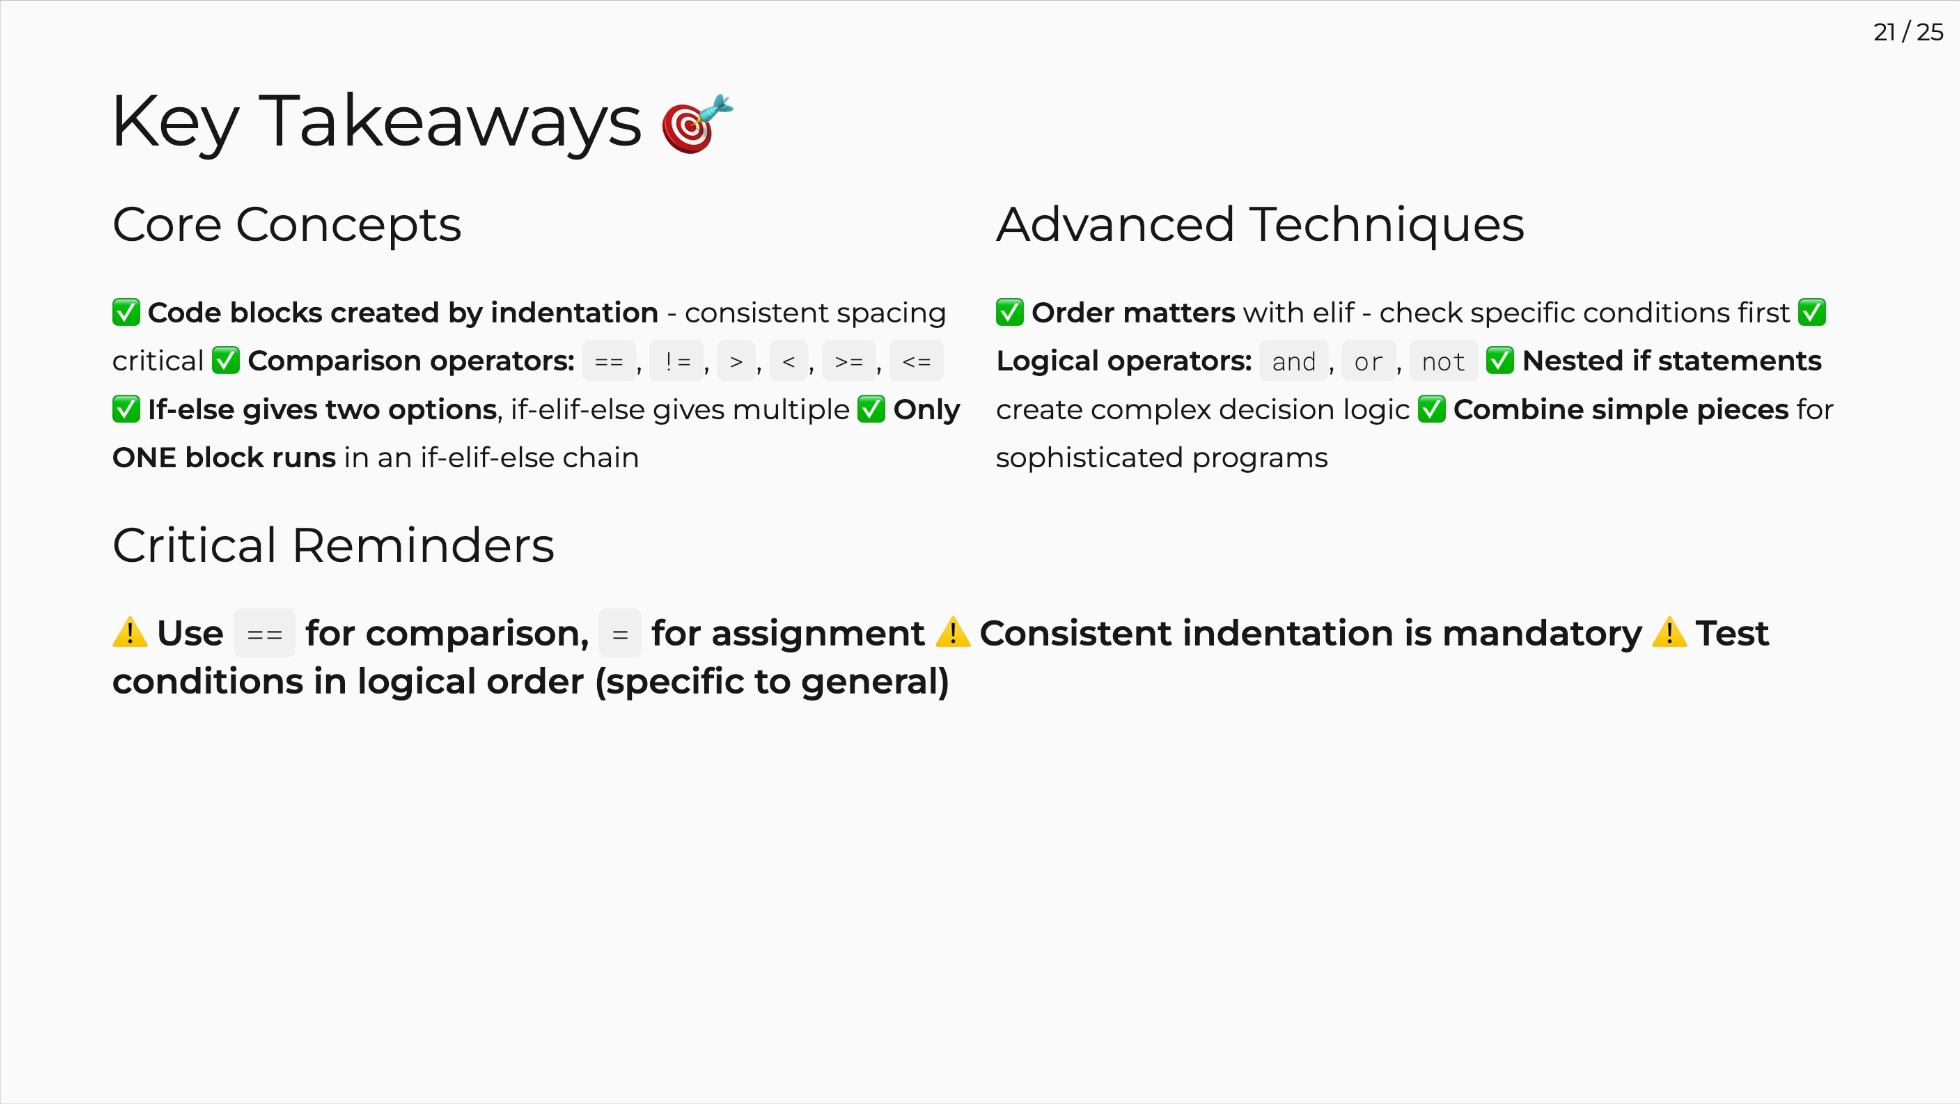 21 / 25
Key Takeaways 🎯
Core Concepts
✅ Code blocks created by indentation - consistent spacing
critical ✅ Comparison operators: ==, !=, >, <, >=, <=
✅ If-else gives two options, if-elif-else gives multiple ✅ Only
ONE block runs in an if-elif-else chain
Advanced Techniques
✅ Order matters with elif - check specific conditions first ✅
Logical operators: and, or, not ✅ Nested if statements
create complex decision logic ✅ Combine simple pieces for
sophisticated programs
Critical Reminders
⚠️ Use == for comparison, = for assignment ⚠️ Consistent indentation is mandatory ⚠️ Test
conditions in logical order (specific to general)